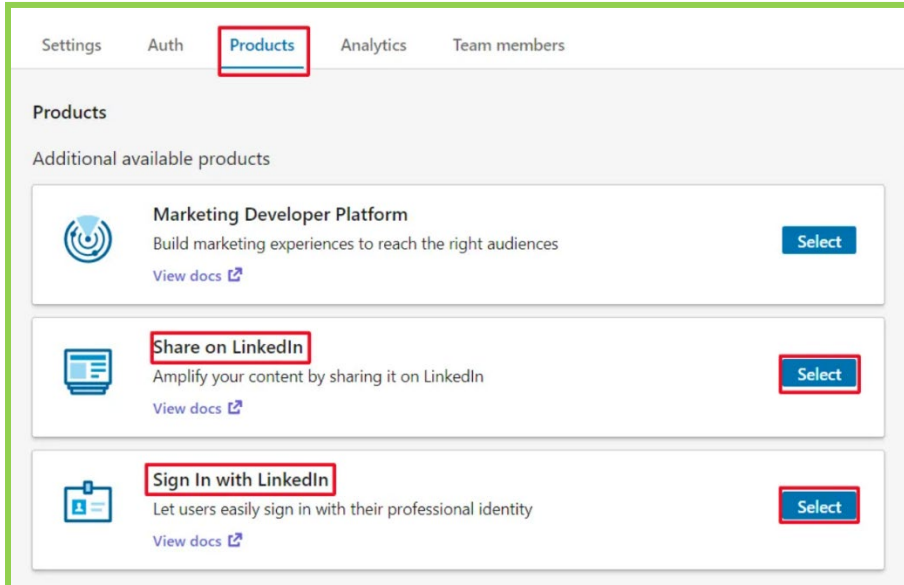 Settings Auth Products Analytics Team members
Products
Additional available products
Marketing Developer Platform
Build marketing experiences to reach the right audiences
Select
View docs
Share on LinkedIn
Amplify your content by sharing it on LinkedIn
Select
View docs
Sign In with LinkedIn
Let users easily sign in with their professional identity
Select
View docs